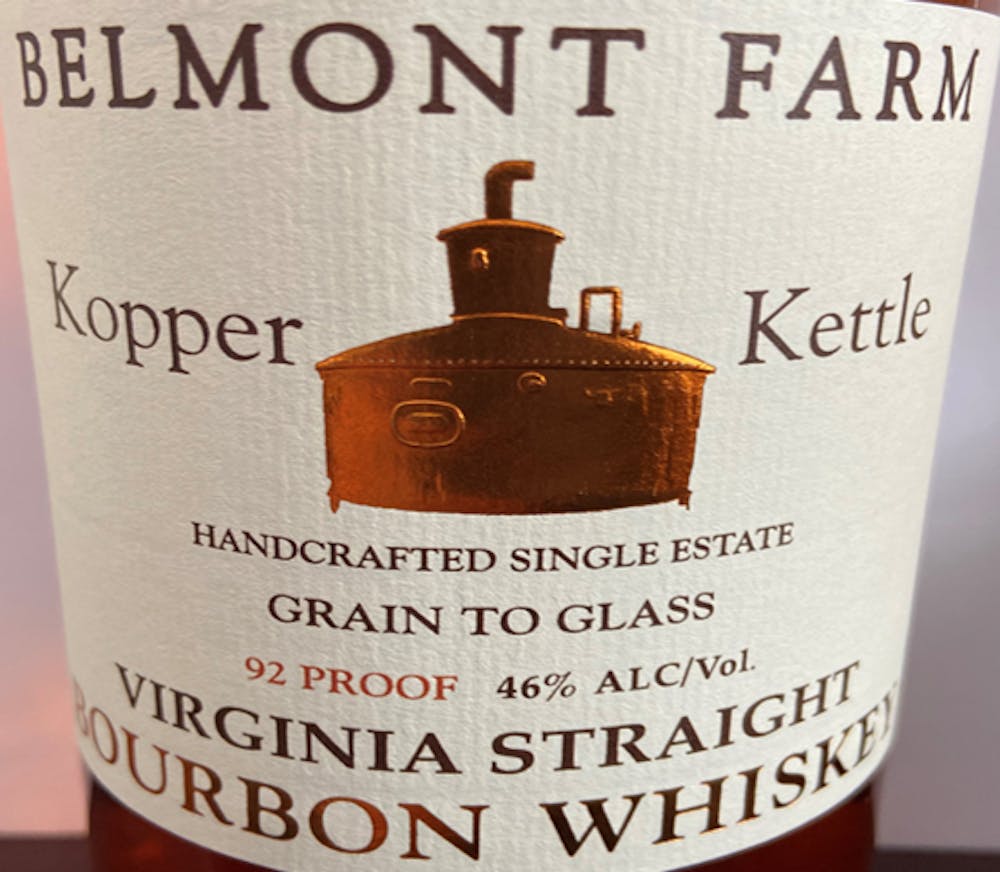 BELMONT FARM
Kopper Kettle
HANDCRAFTED SINGLE ESTATE
GRAIN TO GLASS
92 PROOF 46% ALC/Vol.
VIRGINIA STRAIGHT
BOURBON WHISKEY